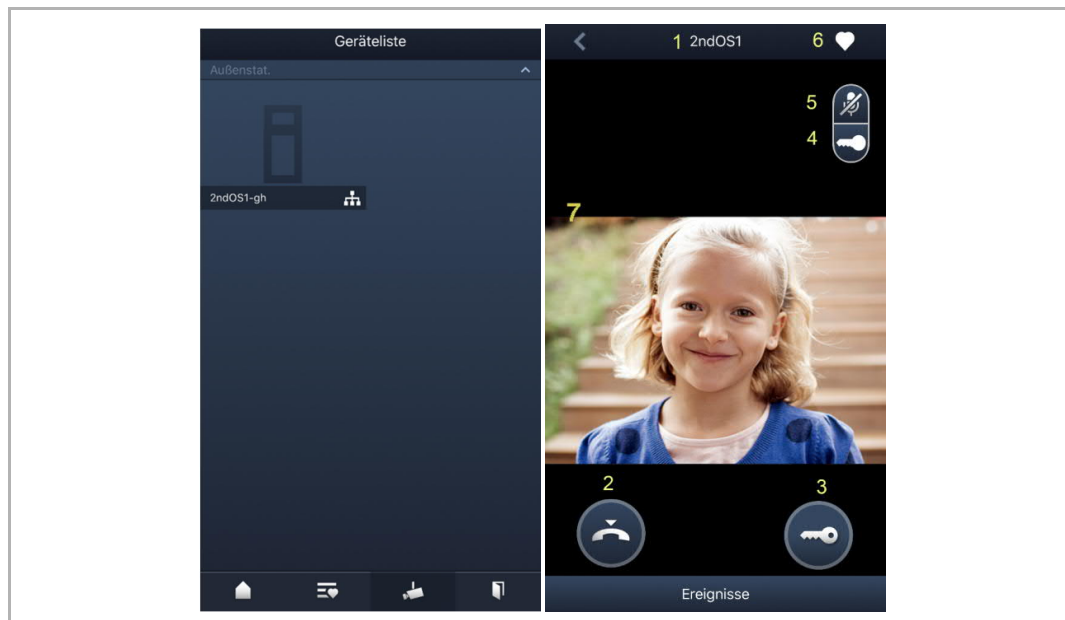 Geräteliste
Außenstat.
2ndOS1-gh
1 2ndOS1 6
5
4
7
2 3
Ereignisse